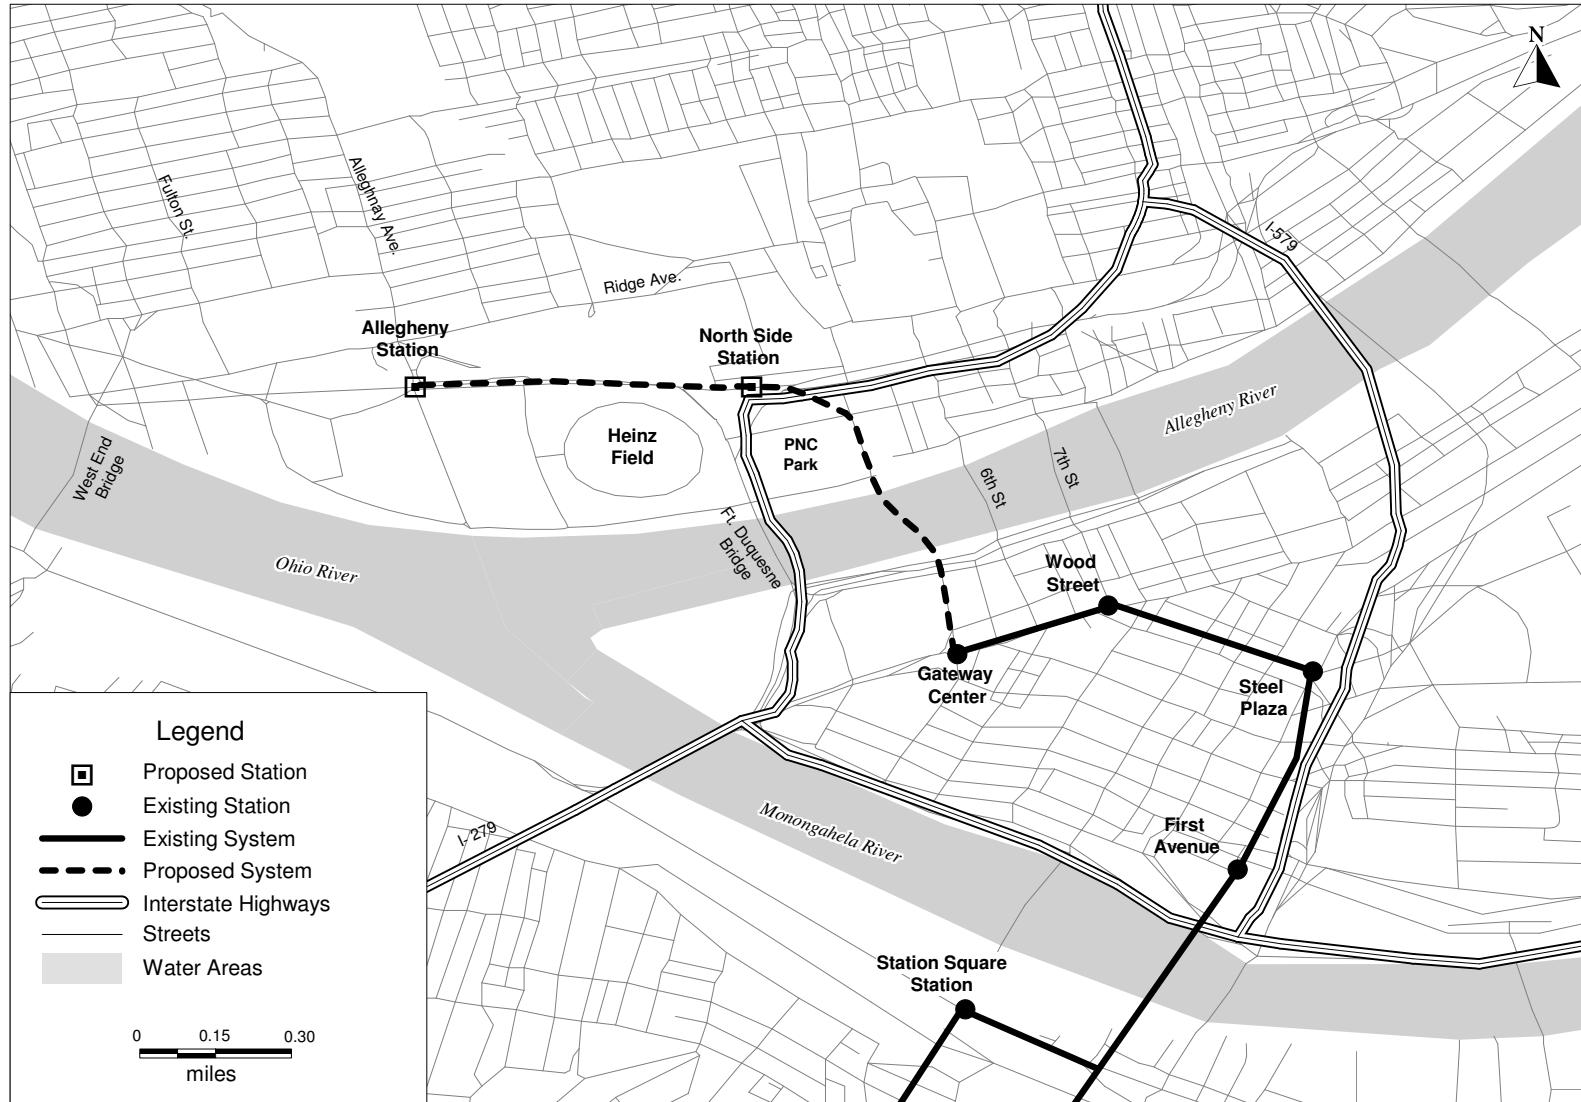 N
Fulton St.
Alleghnay Ave.
I-579
Ridge Ave.
Allegheny
Station
North Side
Station
Allegheny River
Heinz
Field
PNC
Park
West End
Bridge
6th St
7th St
Ft. Duquesne
Bridge
Ohio River
Wood
Street
Gateway
Center
Steel
Plaza
Legend
Proposed Station
Existing Station
Existing System
Proposed System
Interstate Highways
Streets
Water Areas
0 0.15 0.30
miles
I- 279
Monongahela River
First
Avenue
Station Square
Station